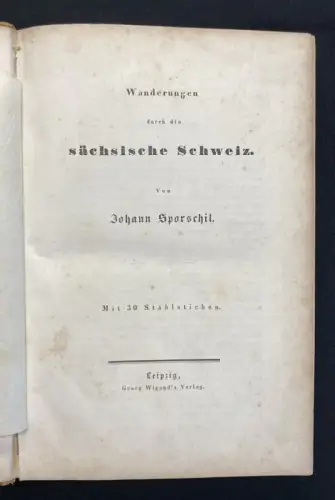 Wanderungen
durch die
sächsische Schweiz.
Von
Johann Sporschil.
Mit 30 Stahlstichen.
Leipzig,
Georg Wigand's Verlag.